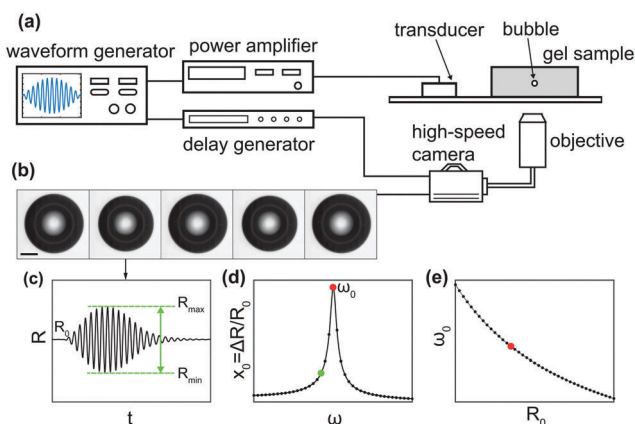 (a)
waveform generator
power amplifier
delay generator
transducer
bubble
gel sample
high-speed
camera
objective
(b)
(c)
R
R₀
Rmax
Rmin
t
(d)
x₀=ΔR/R₀
ω₀
ω
(e)
ω₀
R₀